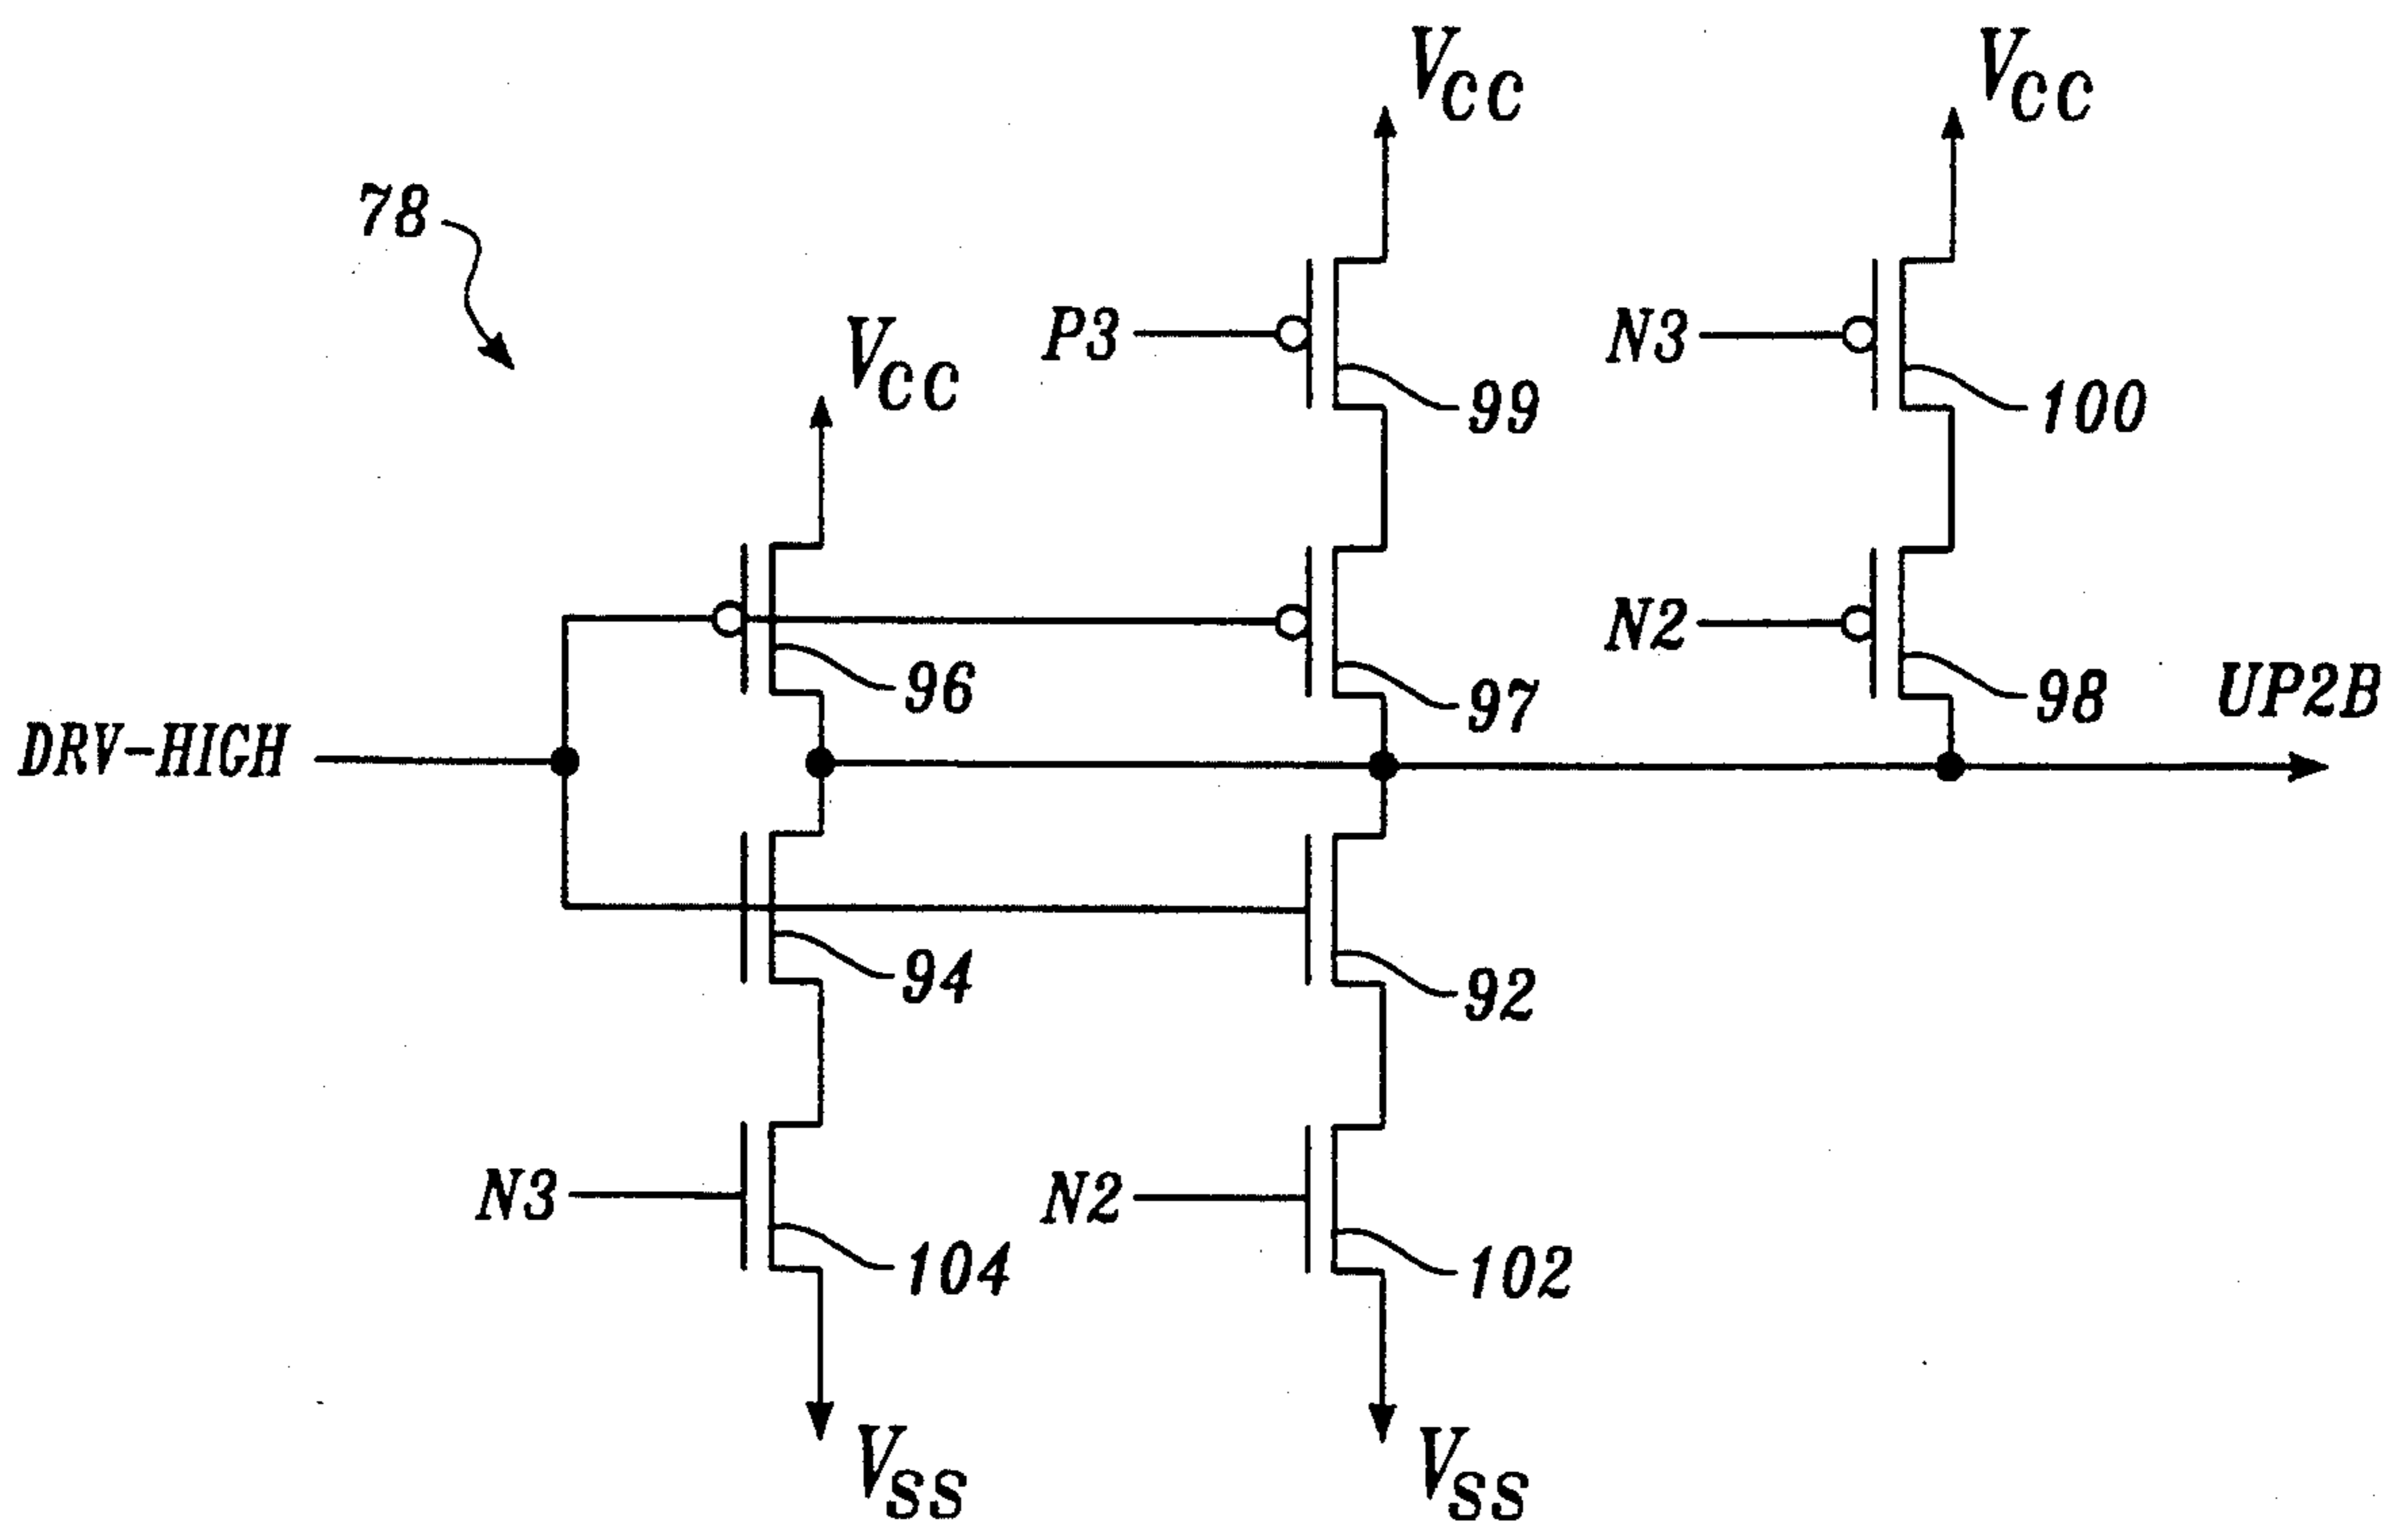 VCC
VCC
78
P3
N3
VCC
99
100
N2
96
97
98
UP2B
DRV-HIGH
94
92
N3
N2
104
102
VSS
VSS